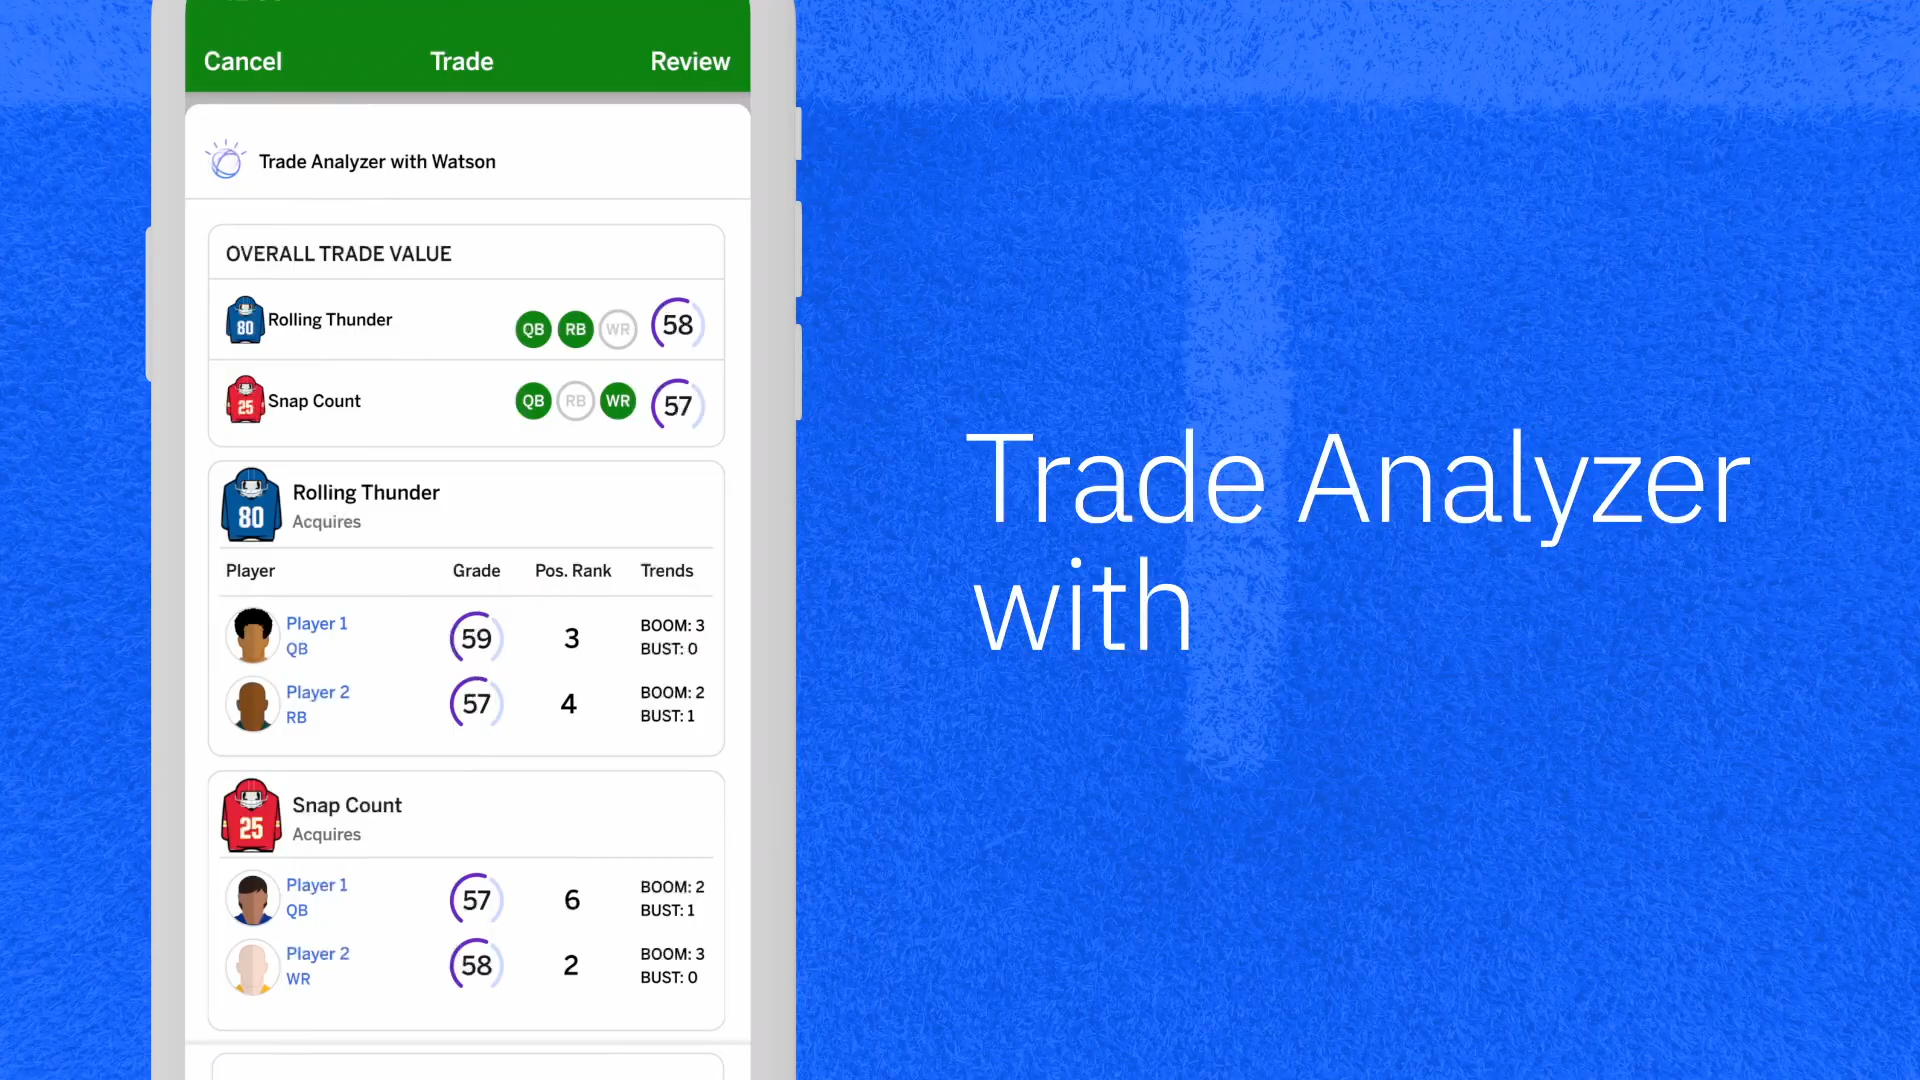 Cancel Trade Review
Trade Analyzer with Watson
OVERALL TRADE VALUE
80 Rolling Thunder QB RB WR 58
25 Snap Count QB RB WR 57
80 Rolling Thunder
Acquires
Player Grade Pos. Rank Trends
Player 1 59 3 BOOM: 3
QB BUST: 0
Player 2 57 4 BOOM: 2
RB BUST: 1
25 Snap Count
Acquires
Player 1 57 6 BOOM: 2
QB BUST: 1
Player 2 58 2 BOOM: 3
WR BUST: 0
Trade Analyzer
with